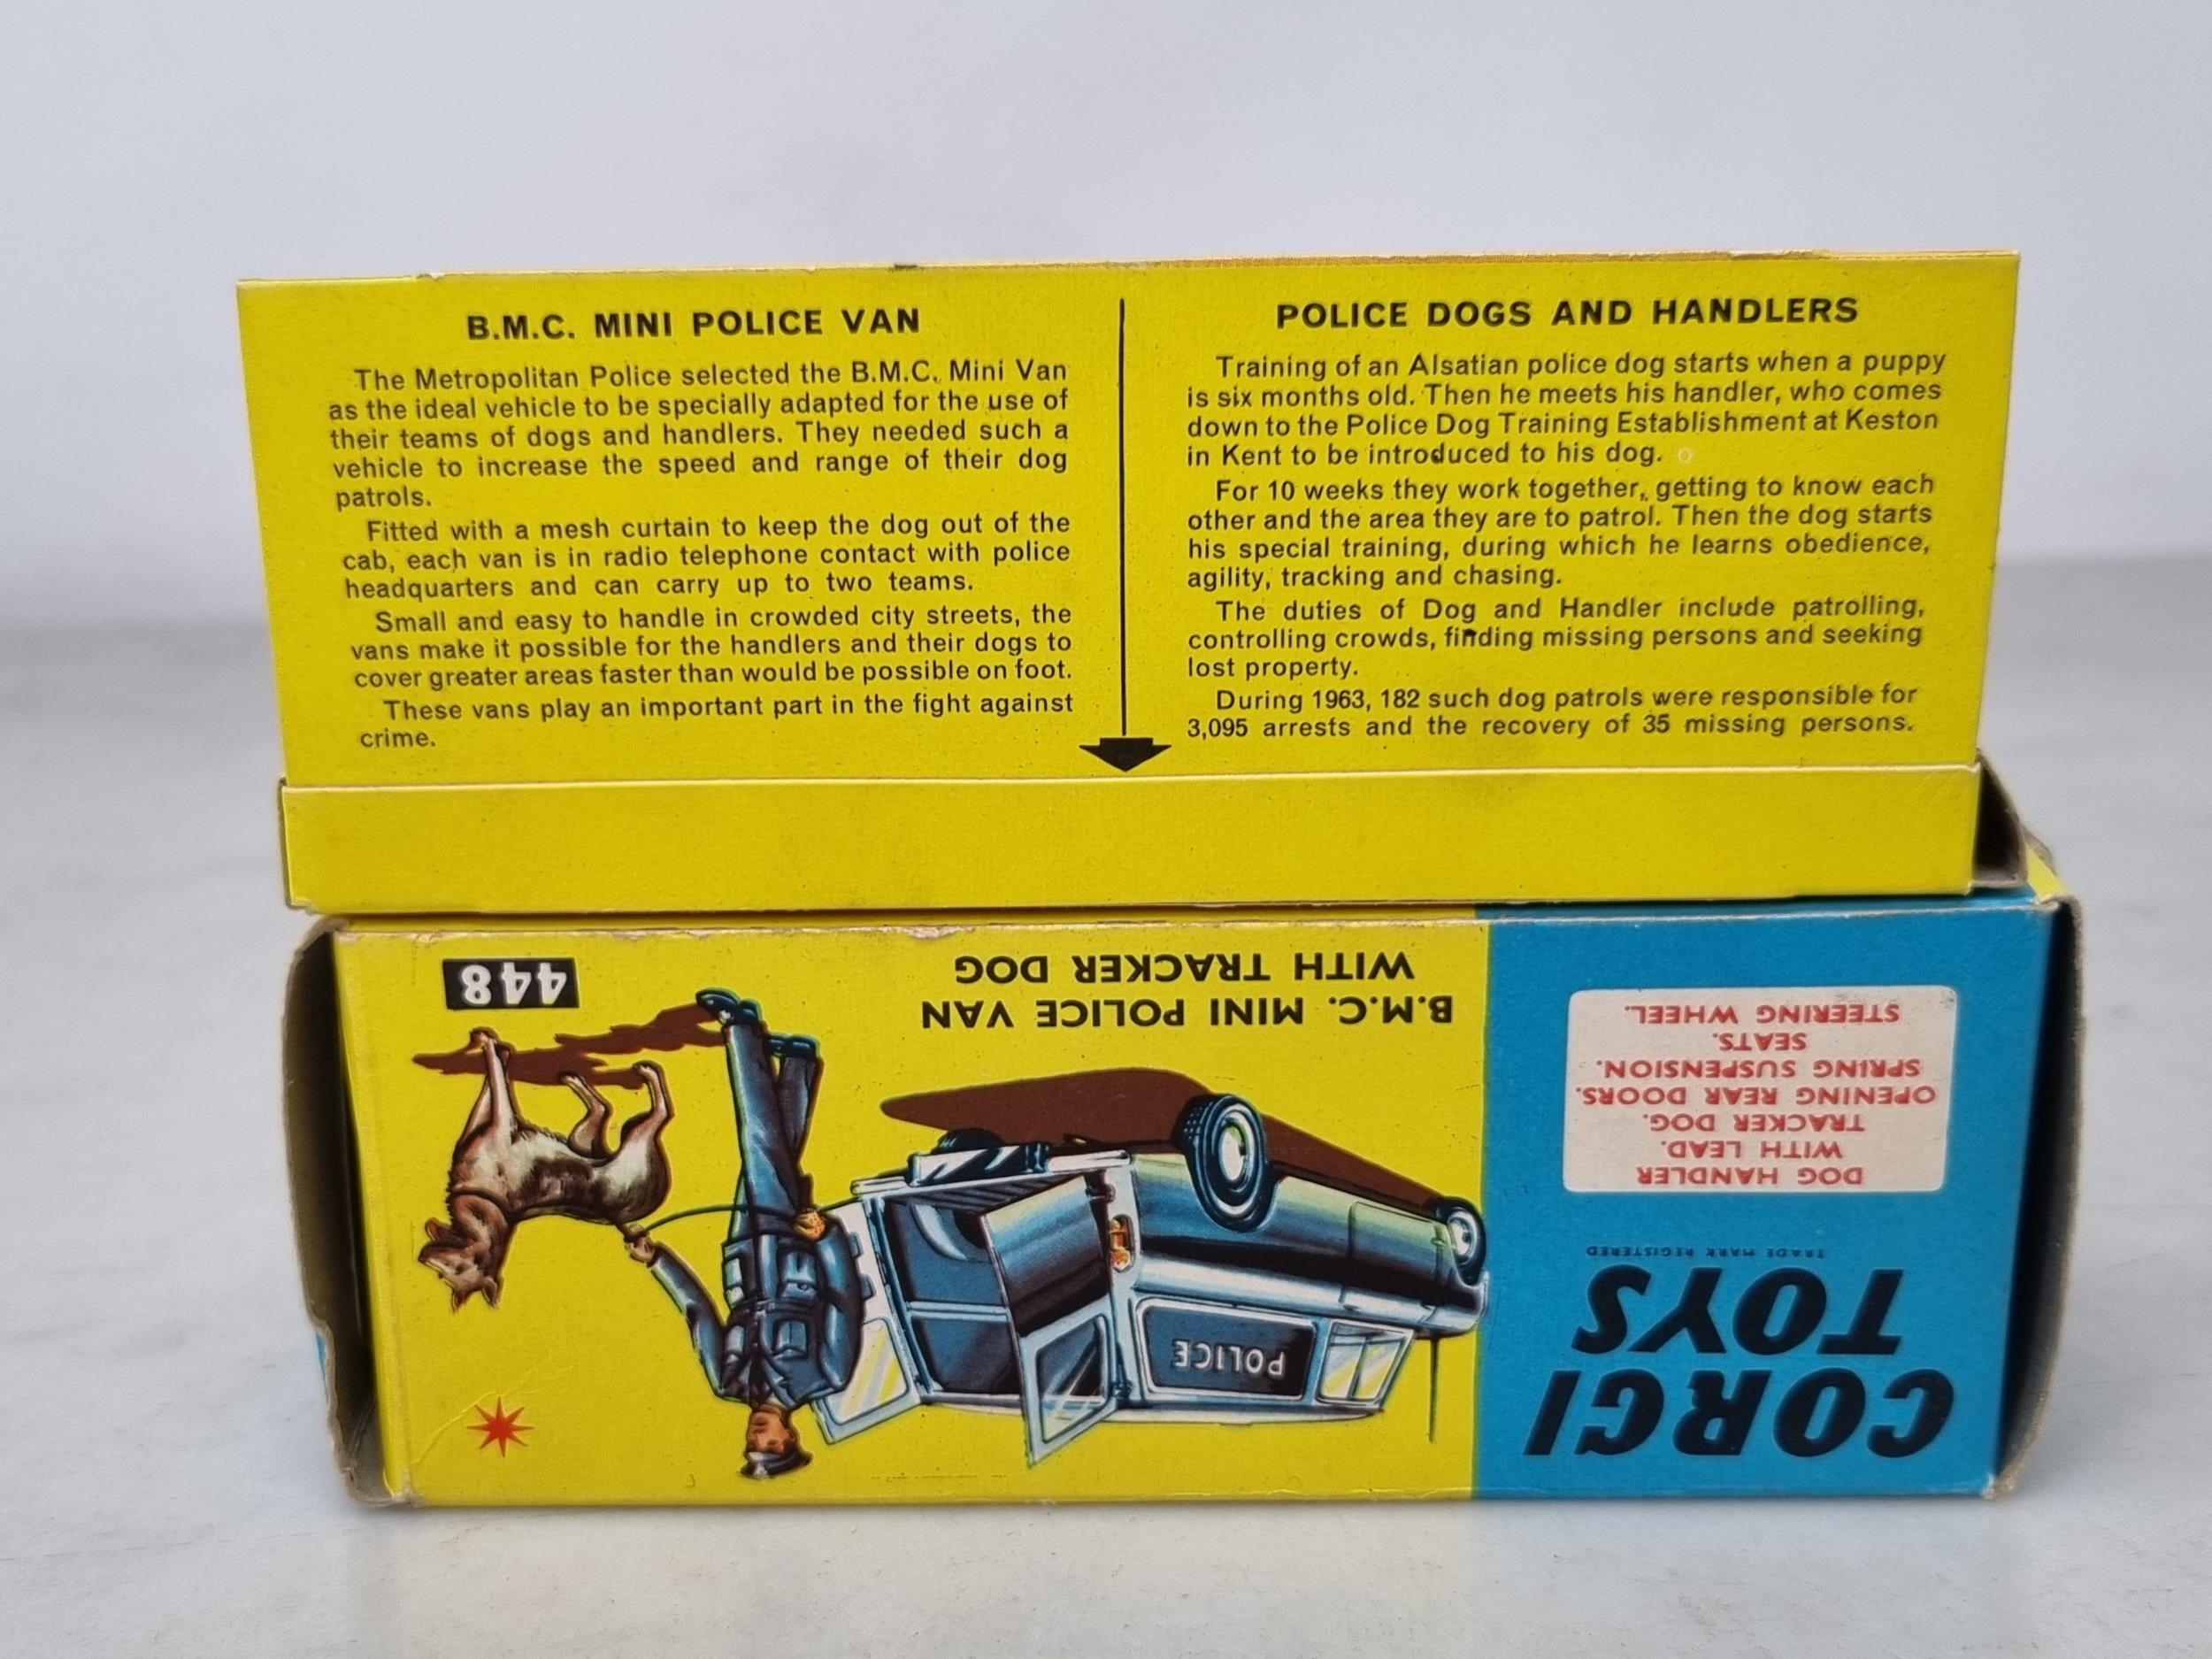 B.M.C. MINI POLICE VAN
The Metropolitan Police selected the B.M.C. Mini Van
as the ideal vehicle to be specially adapted for the use of
their teams of dogs and handlers. They needed such a
vehicle to increase the speed and range of their dog
patrols.
Fitted with a mesh curtain to keep the dog out of the
cab, each van is in radio telephone contact with police
headquarters and can carry up to two teams.
Small and easy to handle in crowded city streets, the
vans make it possible for the handlers and their dogs to
cover greater areas faster than would be possible on foot.
These vans play an important part in the fight against
crime.
POLICE DOGS AND HANDLERS
Training of an Alsatian police dog starts when a puppy
is six months old. Then he meets his handler, who comes
down to the Police Dog Training Establishment at Keston
in Kent to be introduced to his dog.
For 10 weeks they work together, getting to know each
other and the area they are to patrol. Then the dog starts
his special training, during which he learns obedience,
agility, tracking and chasing.
The duties of Dog and Handler include patrolling,
controlling crowds, finding missing persons and seeking
lost property.
During 1963, 182 such dog patrols were responsible for
3,095 arrests and the recovery of 35 missing persons.
CORGI
TOYS
TRADE MARK REGISTERED
DOG HANDLER
WITH LEAD.
TRACKER DOG.
OPENING REAR DOORS.
SPRING SUSPENSION.
SEATS.
STEERING WHEEL.
POLICE
B.M.C. MINI POLICE VAN
WITH TRACKER DOG
448